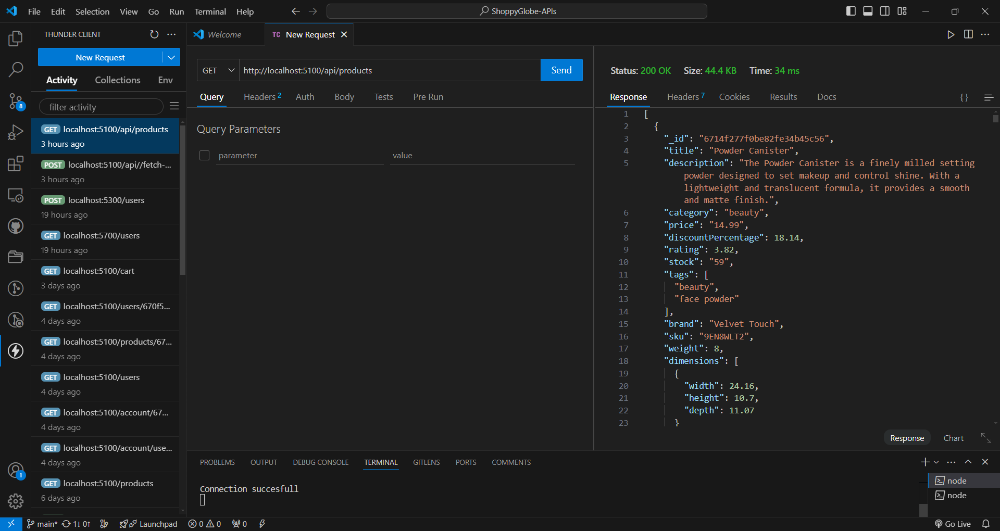 File Edit Selection View Go Run Terminal Help
ShoppyGlobe-APIs
THUNDER CLIENT
New Request
Activity Collections Env
filter activity
GET localhost:5100/api/products
3 hours ago
POST localhost:5100/api//fetch-...
3 hours ago
POST localhost:5300/users
19 hours ago
GET localhost:5700/users
19 hours ago
GET localhost:5100/cart
3 days ago
GET localhost:5100/users/670f5...
4 days ago
GET localhost:5100/products/67...
4 days ago
GET localhost:5100/users
4 days ago
GET localhost:5100/account/67...
4 days ago
GET localhost:5100/account/use...
4 days ago
GET localhost:5100/products
6 days ago
8
1
Welcome
TC New Request
GET http://localhost:5100/api/products Send
Query Headers 2 Auth Body Tests Pre Run
Query Parameters
parameter value
Status: 200 OK Size: 44.4 KB Time: 34 ms
Response Headers 7 Cookies Results Docs {}
1 [
2 {
3 "_id": "6714f277f0be82fe34b45c56",
4 "title": "Powder Canister",
5 "description": "The Powder Canister is a finely milled setting
powder designed to set makeup and control shine. With a
lightweight and translucent formula, it provides a smooth
and matte finish.",
6 "category": "beauty",
7 "price": "14.99",
8 "discountPercentage": 18.14,
9 "rating": 3.82,
10 "stock": "59",
11 "tags": [
12 "beauty",
13 "face powder"
14 ],
15 "brand": "Velvet Touch",
16 "sku": "9EN8WLT2",
17 "weight": 8,
18 "dimensions": [
19 {
20 "width": 24.16,
21 "height": 10.7,
22 "depth": 11.07
23 }
Response Chart
PROBLEMS OUTPUT DEBUG CONSOLE TERMINAL GITLENS PORTS COMMENTS
Connection succesfull
node
node
main* 1↓ 0↑ Launchpad 0 0 0 Go Live